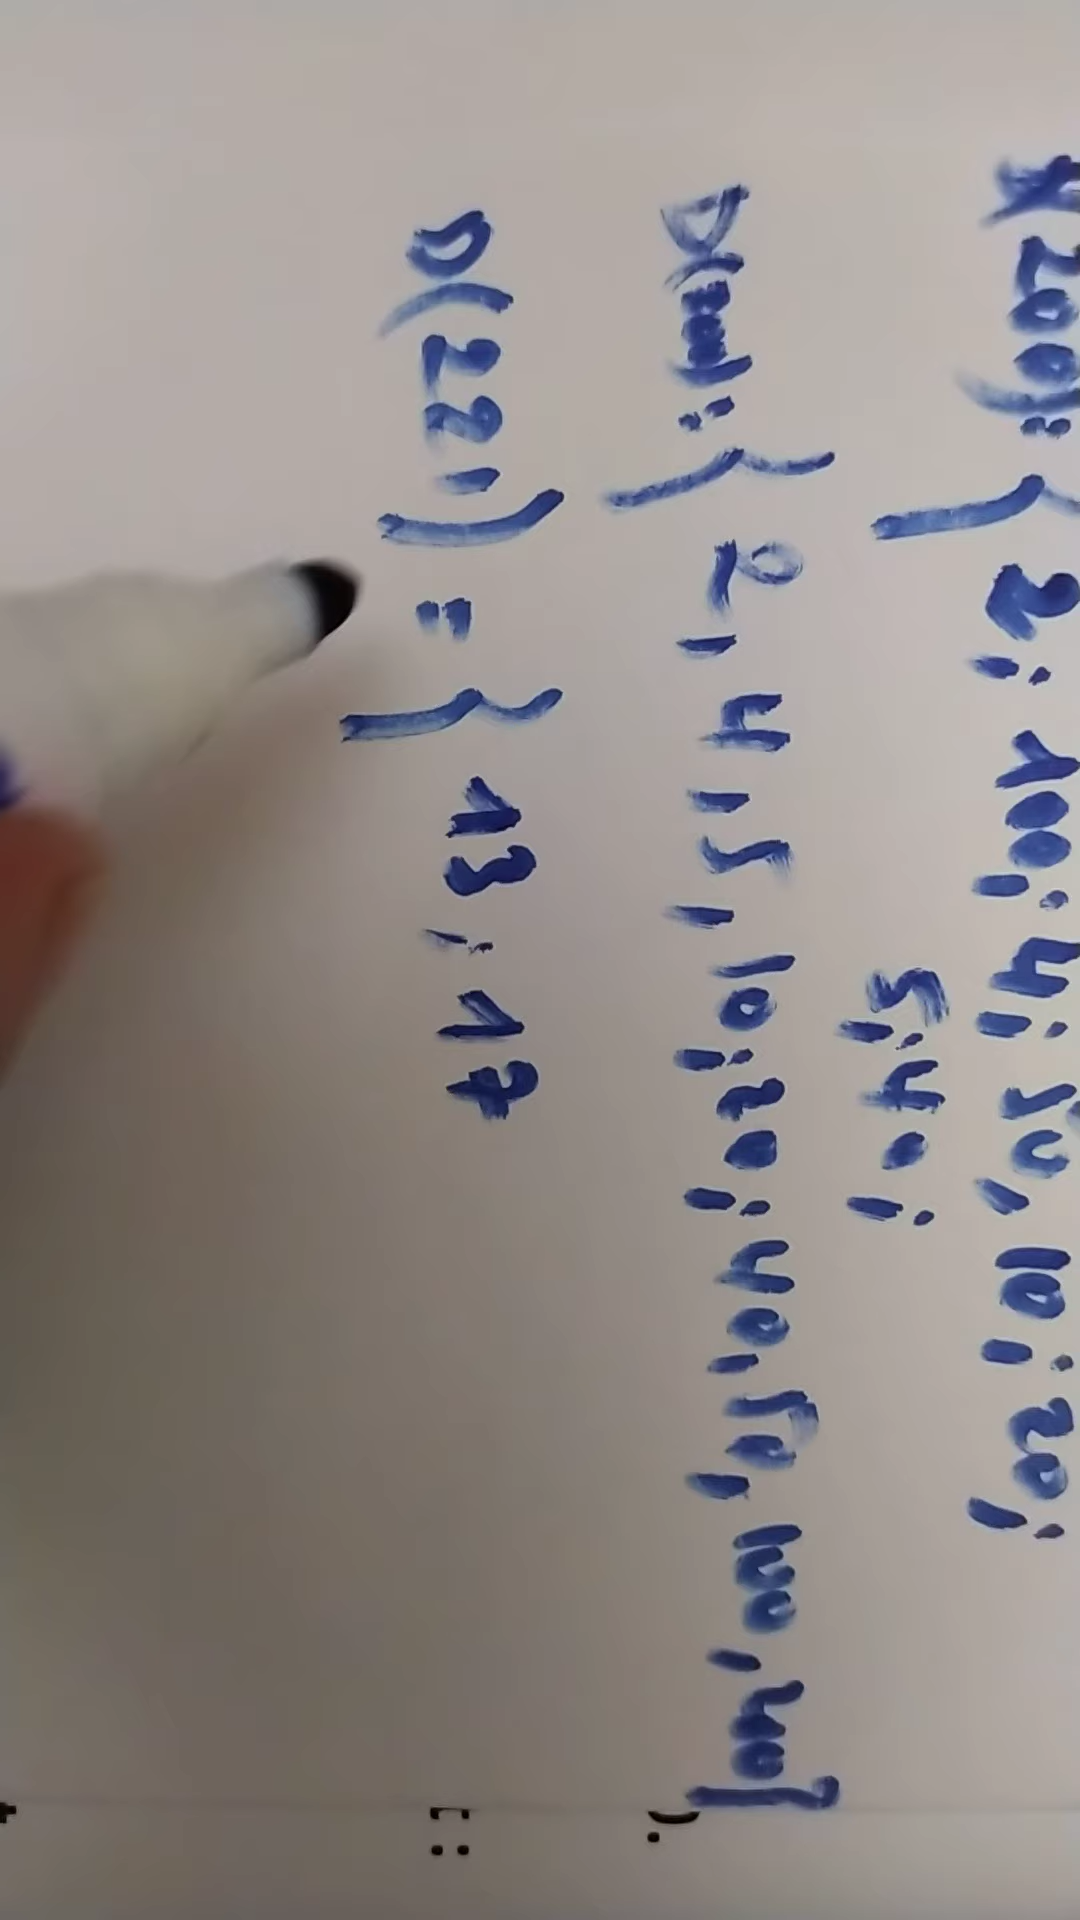 (200): { 2; 100; 4; 50, 10; 20;
5; 40;
D(200): { 2, 4, 5, 10; 20; 40, 50, 100, 200}
D(221) = { 13; 17